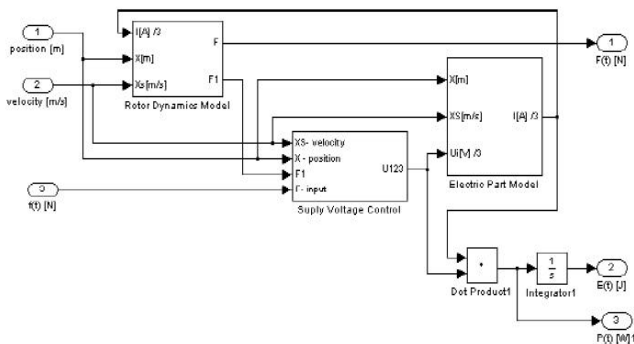 1
position [m]
2
velocity [m/s]
3
f(t) [N]
I[A] /3
X[m]
Xs[m/s]
F
F1
Rotor Dynamics Model
XS- velocity
X - position
F1
F- input
U123
Suply Voltage Control
X[m]
XS[m/s]
Ui[V] /3
I[A] /3
Electric Part Model
Dot Product1
1
s
Integrator1
1
F(t) [N]
2
E(t) [J]
3
P(t) [W]1